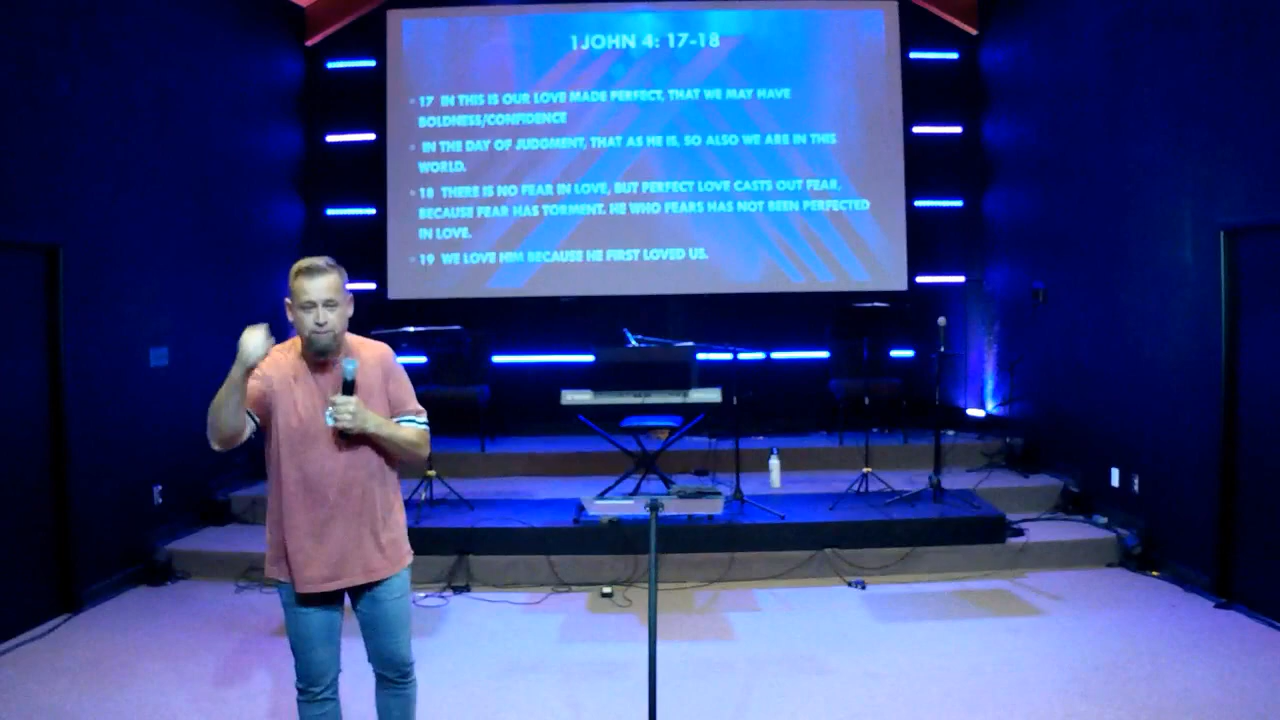 1JOHN 4: 17-18
17 IN THIS IS OUR LOVE MADE PERFECT, THAT WE MAY HAVE
BOLDNESS/CONFIDENCE
IN THE DAY OF JUDGMENT, THAT AS HE IS, SO ALSO WE ARE IN THIS
WORLD.
18 THERE IS NO FEAR IN LOVE, BUT PERFECT LOVE CASTS OUT FEAR,
BECAUSE FEAR HAS TORMENT. HE WHO FEARS HAS NOT BEEN PERFECTED
IN LOVE.
19 WE LOVE HIM BECAUSE HE FIRST LOVED US.